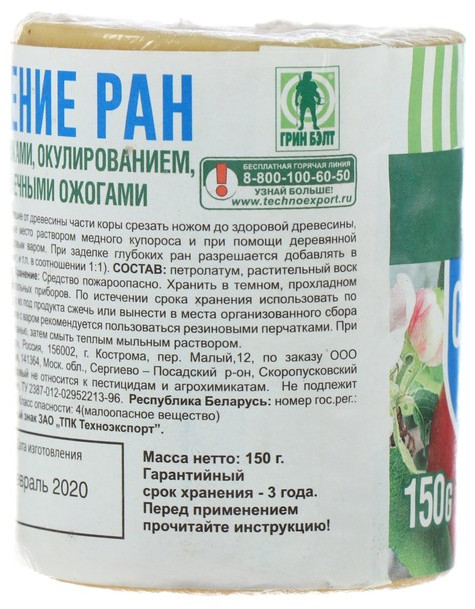 ЕНИЕ РАН
АМИ, ОКУЛИРОВАНИЕМ,
ЕЧНЫМИ ОЖОГАМИ
ГРИН БЭЛТ
БЕСПЛАТНАЯ ГОРЯЧАЯ ЛИНИЯ
8-800-100-60-50
УЗНАЙ БОЛЬШЕ!
www.technoexport.ru
от древесины части коры срезать ножом до здоровой древесины,
место раствором медного купороса и при помощи деревянной
варом. При заделке глубоких ран разрешается добавлять в
и т.п. в соотношении 1:1). СОСТАВ: петролатум, растительный воск
Средство пожароопасно. Хранить в темном, прохладном
приборов. По истечении срока хранения использовать по
из под продукта сжечь или вынести в места организованного сбора
с варом рекомендуется пользоваться резиновыми перчатками. При
затем смыть теплым мыльным раствором.
Россия, 156002, г. Кострома, пер. Малый,12, по заказу ООО
141364, Моск. обл., Сергиево – Посадский р-он, Скоропусковский
не относится к пестицидам и агрохимикатам. Не подлежит
ТУ 2387-012-02952213-96. Республика Беларусь: номер гос.рег.:
Класс опасности: 4(малоопасное вещество)
знак ЗАО „ТПК Техноэкспорт“.
Дата изготовления
евраль 2020
Масса нетто: 150 г.
Гарантийный
срок хранения - 3 года.
Перед применением
прочитайте инструкцию!
150